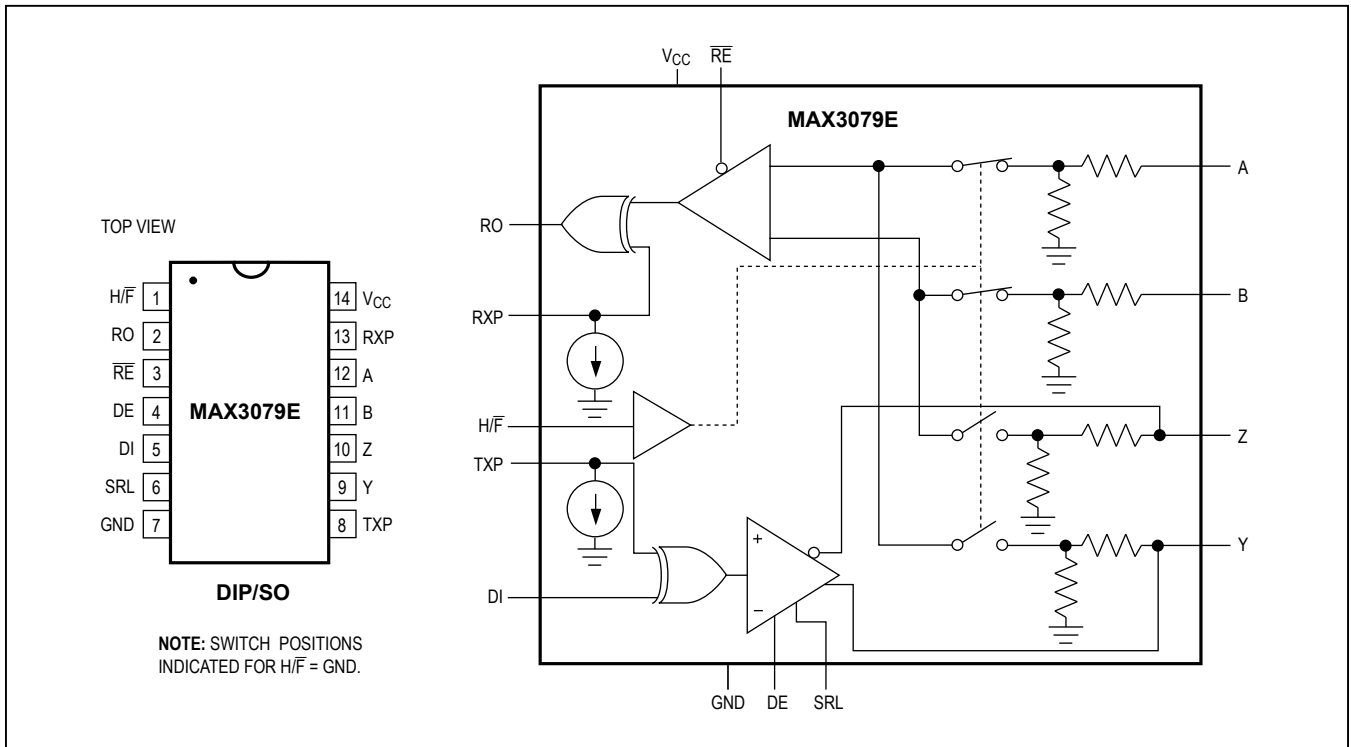 TOP VIEW
H/F̅ 1
RO 2
R̅E̅ 3
DE 4
DI 5
SRL 6
GND 7
MAX3079E
14 VCC
13 RXP
12 A
11 B
10 Z
9 Y
8 TXP
DIP/SO
NOTE: SWITCH POSITIONS
INDICATED FOR H/F̅ = GND.
VCC R̅E̅
MAX3079E
RO
RXP
H/F̅
TXP
DI
+
−
A
B
Z
Y
GND DE SRL